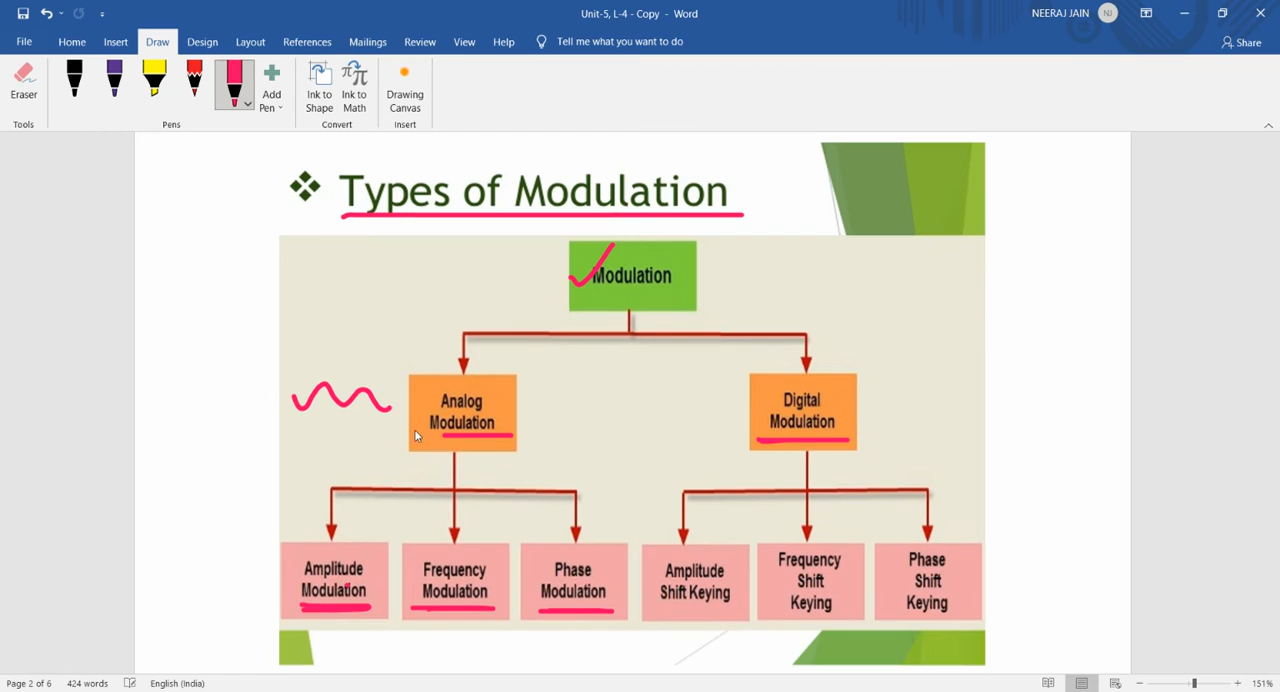 Unit-5, L-4 - Copy - Word
NEERAJ JAIN
NJ
File Home Insert Draw Design Layout References Mailings Review View Help Tell me what you want to do
Share
Eraser
Add
Pen
Ink to
Shape
Ink to
Math
Drawing
Canvas
Tools
Pens
Convert
Insert
Types of Modulation
Modulation
Analog
Modulation
Digital
Modulation
Amplitude
Modulation
Frequency
Modulation
Phase
Modulation
Amplitude
Shift Keying
Frequency
Shift
Keying
Phase
Shift
Keying
Page 2 of 6 424 words English (India)
151%